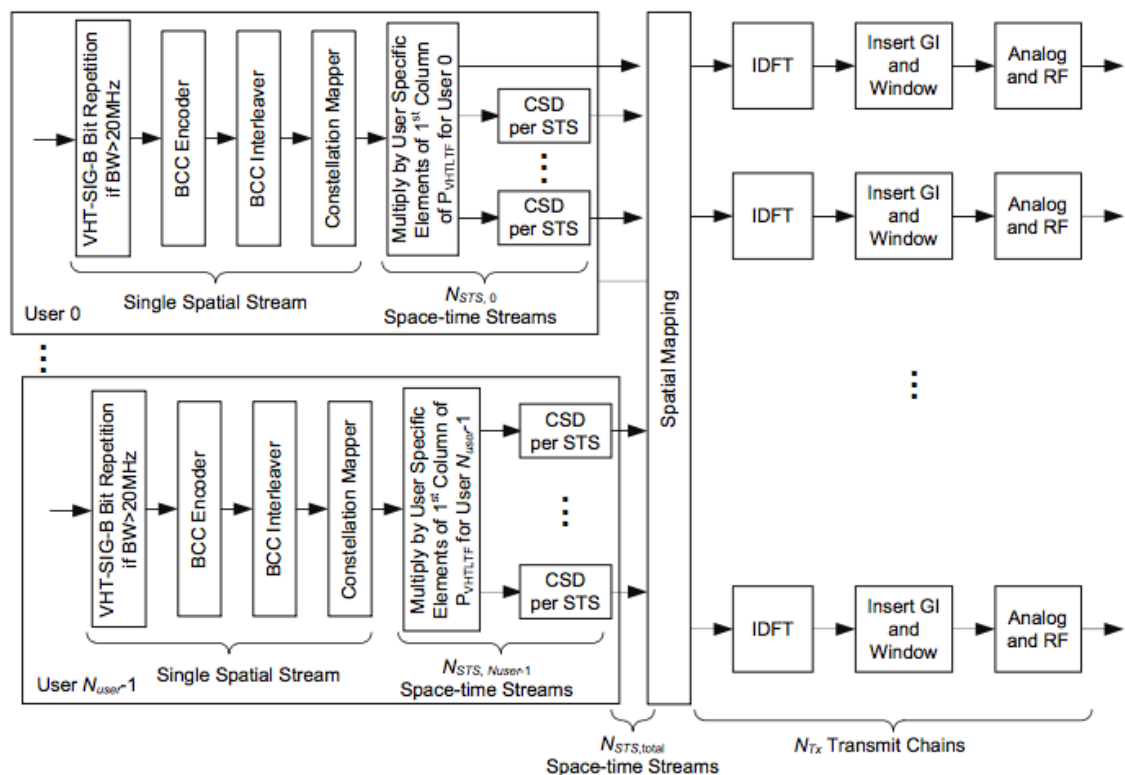 VHT-SIG-B Bit Repetition
if BW>20MHz
BCC Encoder
BCC Interleaver
Constellation Mapper
Multiply by User Specific
Elements of 1st Column
of PVHTLTF for User 0
CSD
per STS
CSD
per STS
Single Spatial Stream
NSTS, 0
Space-time Streams
User 0
VHT-SIG-B Bit Repetition
if BW>20MHz
BCC Encoder
BCC Interleaver
Constellation Mapper
Multiply by User Specific
Elements of 1st Column of
PVHTLTF for User Nuser-1
CSD
per STS
CSD
per STS
Single Spatial Stream
NSTS, Nuser-1
Space-time Streams
User Nuser-1
NSTS,total
Space-time Streams
Spatial Mapping
IDFT
Insert GI
and
Window
Analog
and RF
IDFT
Insert GI
and
Window
Analog
and RF
IDFT
Insert GI
and
Window
Analog
and RF
NTx Transmit Chains